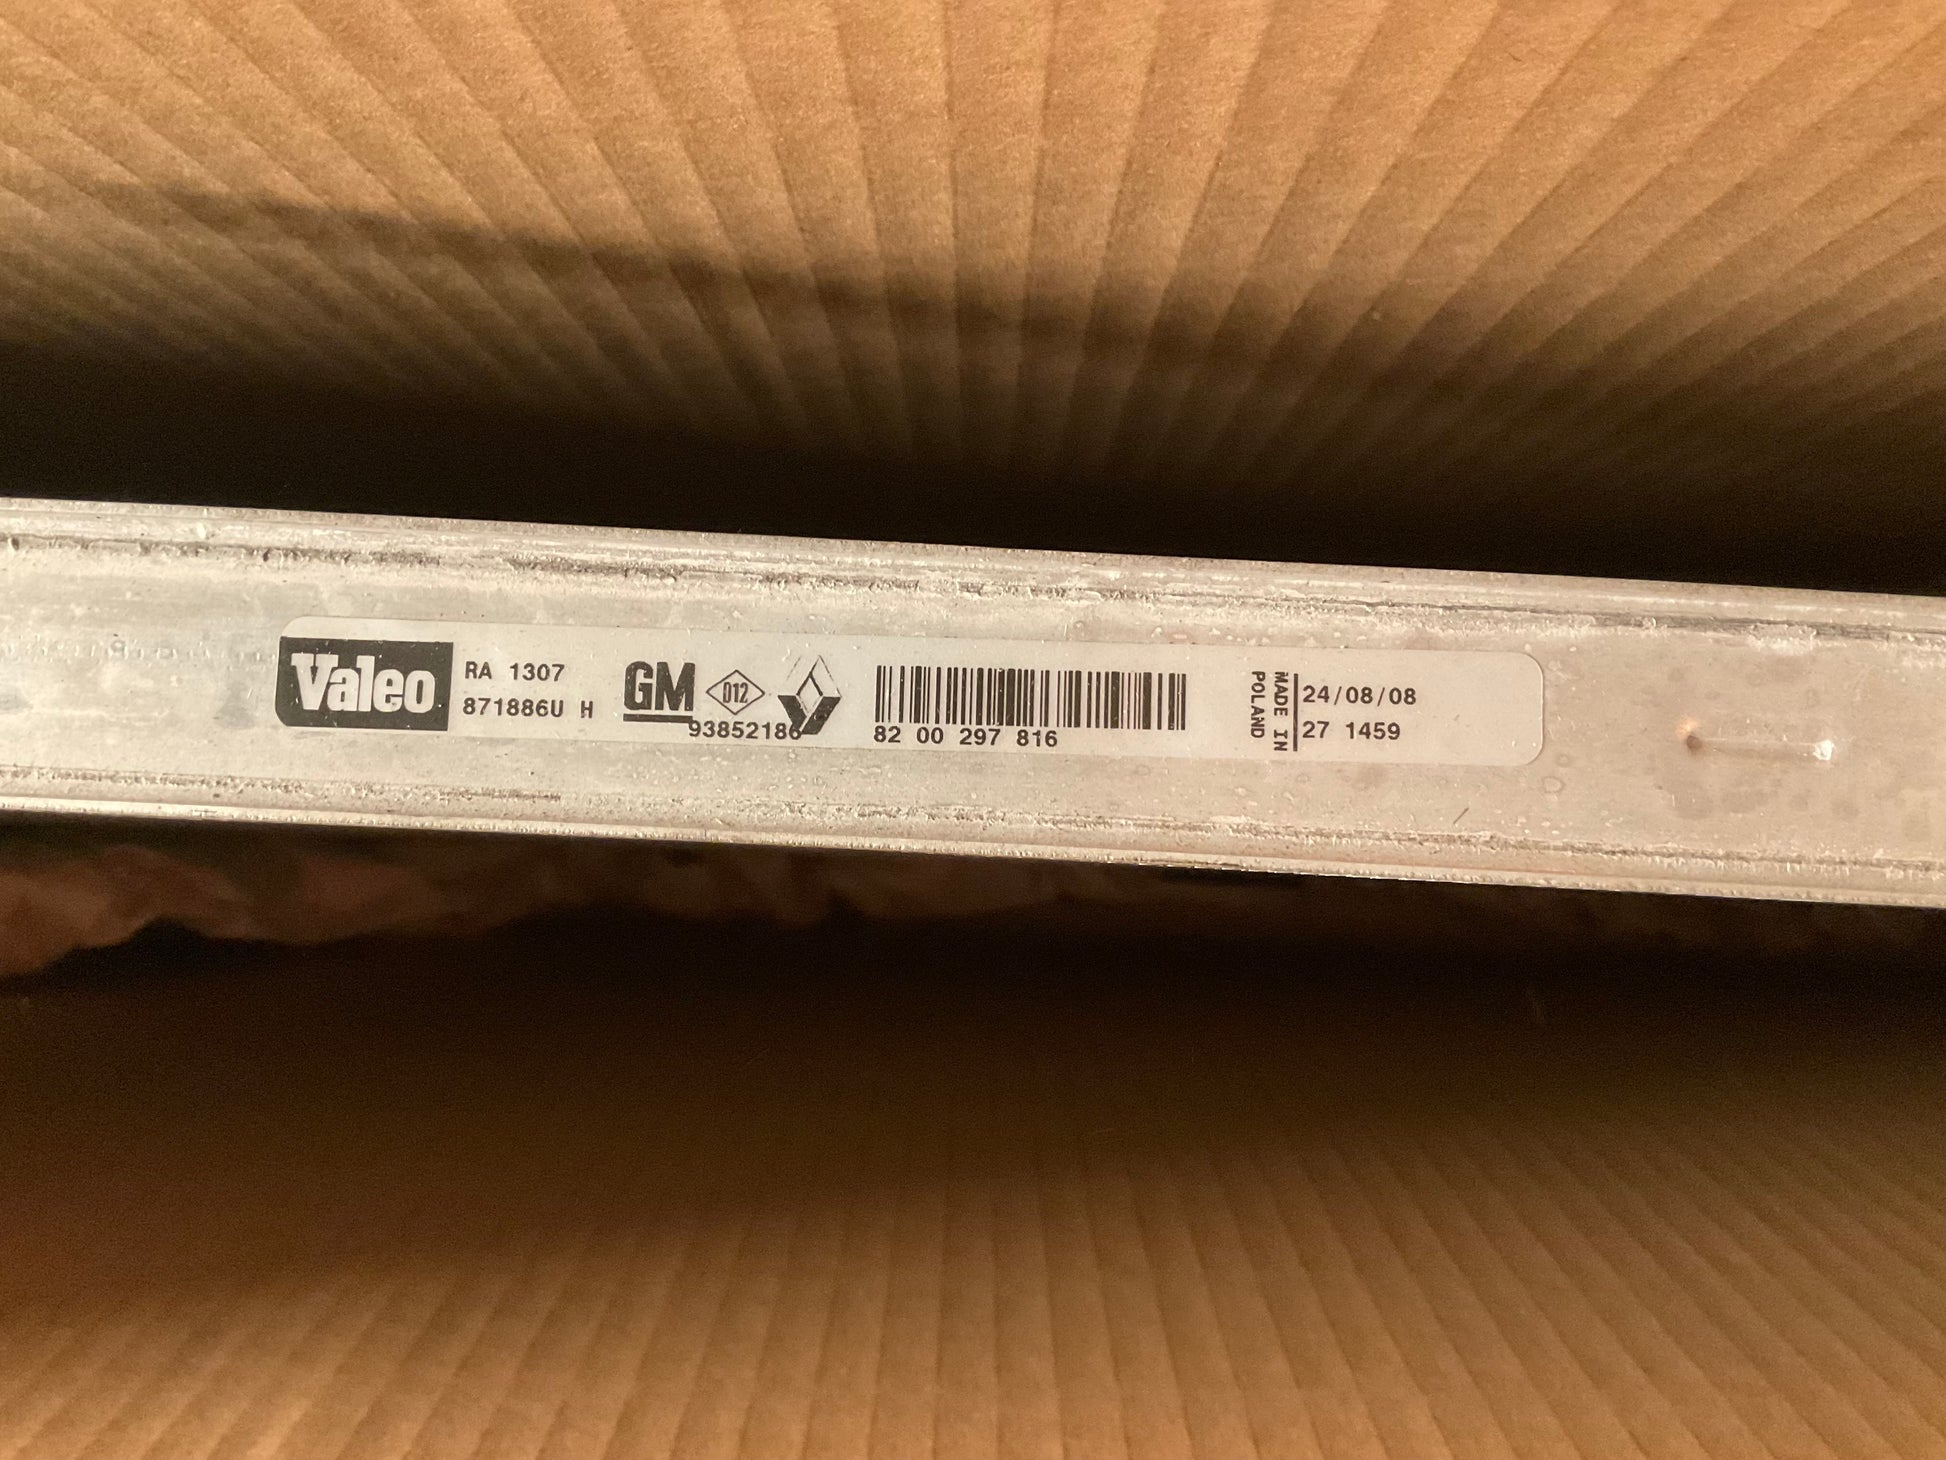 Valeo
RA 1307
871886U H
GM
D12
93852186
82 00 297 816
MADE IN
POLAND
24/08/08
27 1459